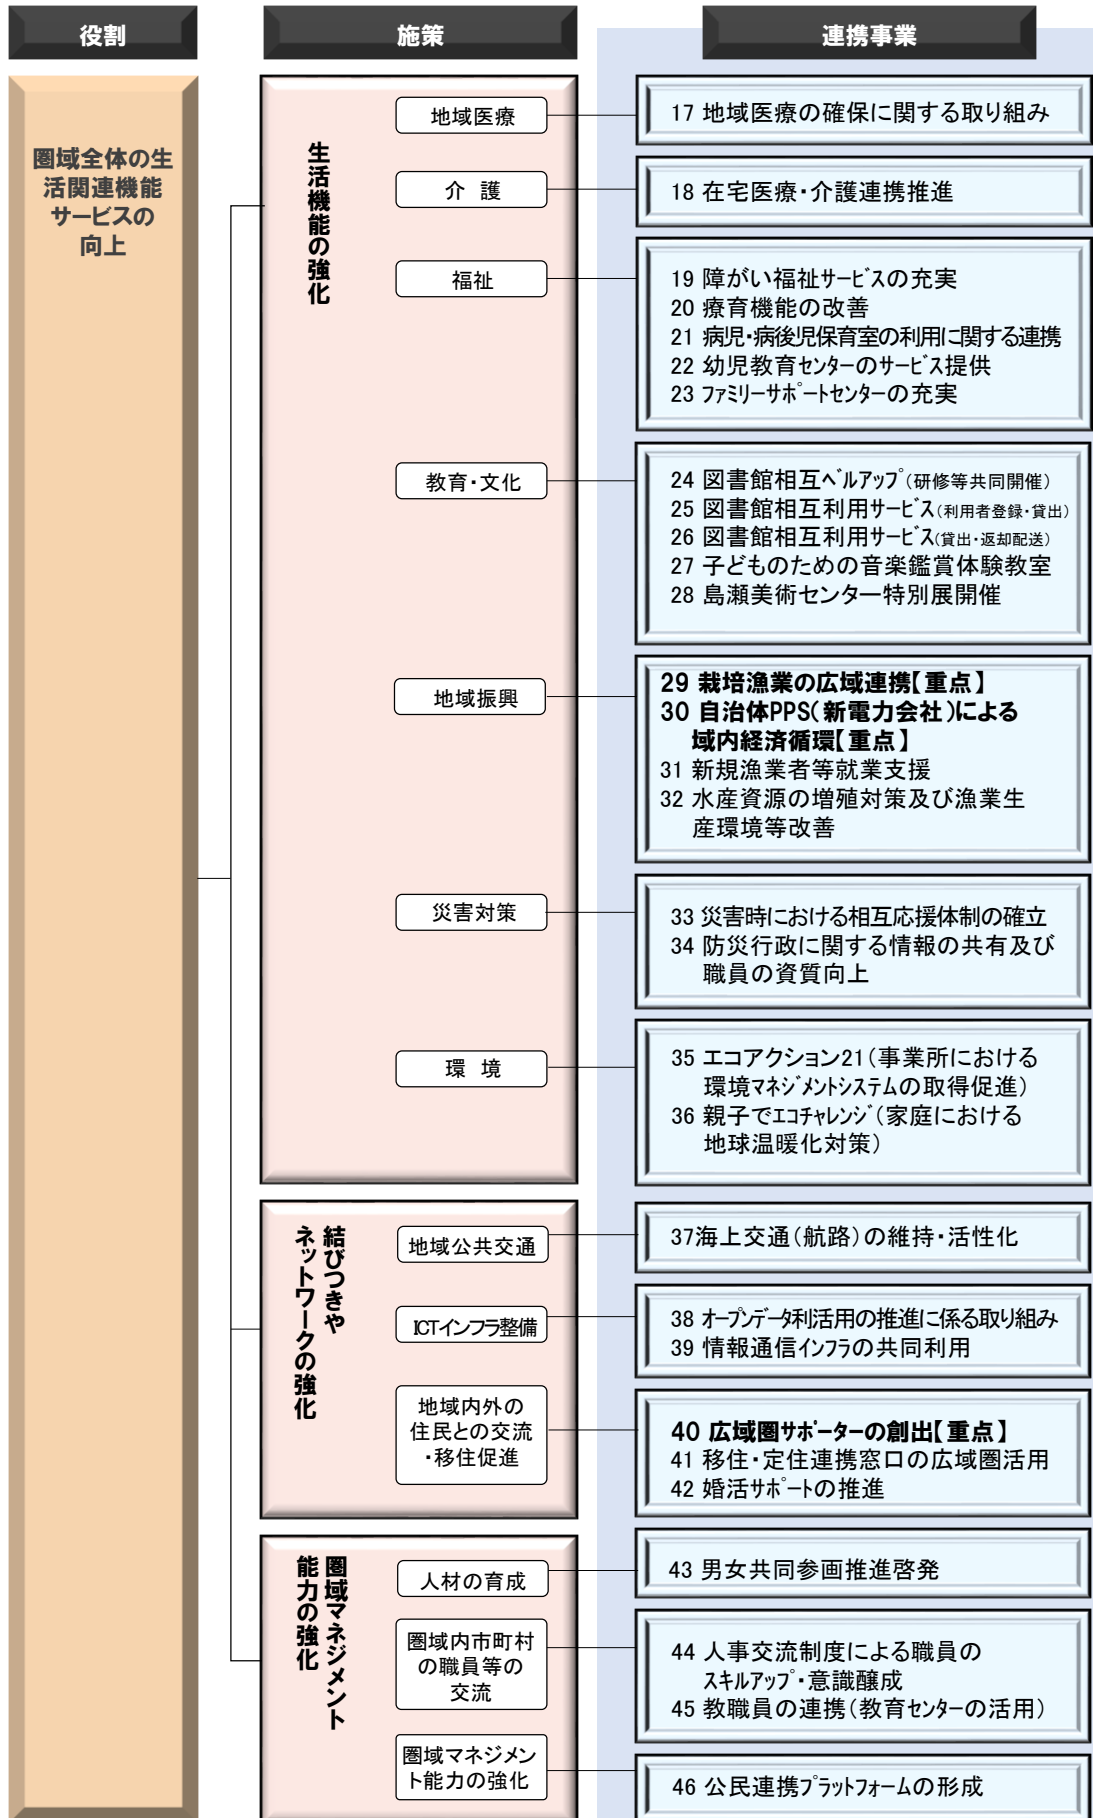 役割
施策
連携事業
圏域全体の生
活関連機能
サービスの
向上
生活機能の強化
地域医療
17 地域医療の確保に関する取り組み
介 護
18 在宅医療・介護連携推進
福祉
19 障がい福祉サービスの充実
20 療育機能の改善
21 病児・病後児保育室の利用に関する連携
22 幼児教育センターのサービス提供
23 ファミリーサポートセンターの充実
教育・文化
24 図書館相互ベルアップ(研修等共同開催)
25 図書館相互利用サービス(利用者登録・貸出)
26 図書館相互利用サービス(貸出・返却配送)
27 子どものための音楽鑑賞体験教室
28 島瀬美術センター特別展開催
地域振興
29 栽培漁業の広域連携【重点】
30 自治体PPS(新電力会社)による
域内経済循環【重点】
31 新規漁業者等就業支援
32 水産資源の増殖対策及び漁業生
産環境等改善
災害対策
33 災害時における相互応援体制の確立
34 防災行政に関する情報の共有及び
職員の資質向上
環 境
35 エコアクション21(事業所における
環境マネジメントシステムの取得促進)
36 親子でエコチャレンジ(家庭における
地球温暖化対策)
結びつきや
ネットワークの強化
地域公共交通
37海上交通(航路)の維持・活性化
ICTインフラ整備
38 オープンデータ利活用の推進に係る取り組み
39 情報通信インフラの共同利用
地域内外の
住民との交流
・移住促進
40 広域圏サポーターの創出【重点】
41 移住・定住連携窓口の広域圏活用
42 婚活サポートの推進
圏域マネジメント
能力の強化
人材の育成
43 男女共同参画推進啓発
圏域内市町村
の職員等の
交流
44 人事交流制度による職員の
スキルアップ・意識醸成
45 教職員の連携(教育センターの活用)
圏域マネジメン
ト能力の強化
46 公民連携プラットフォームの形成